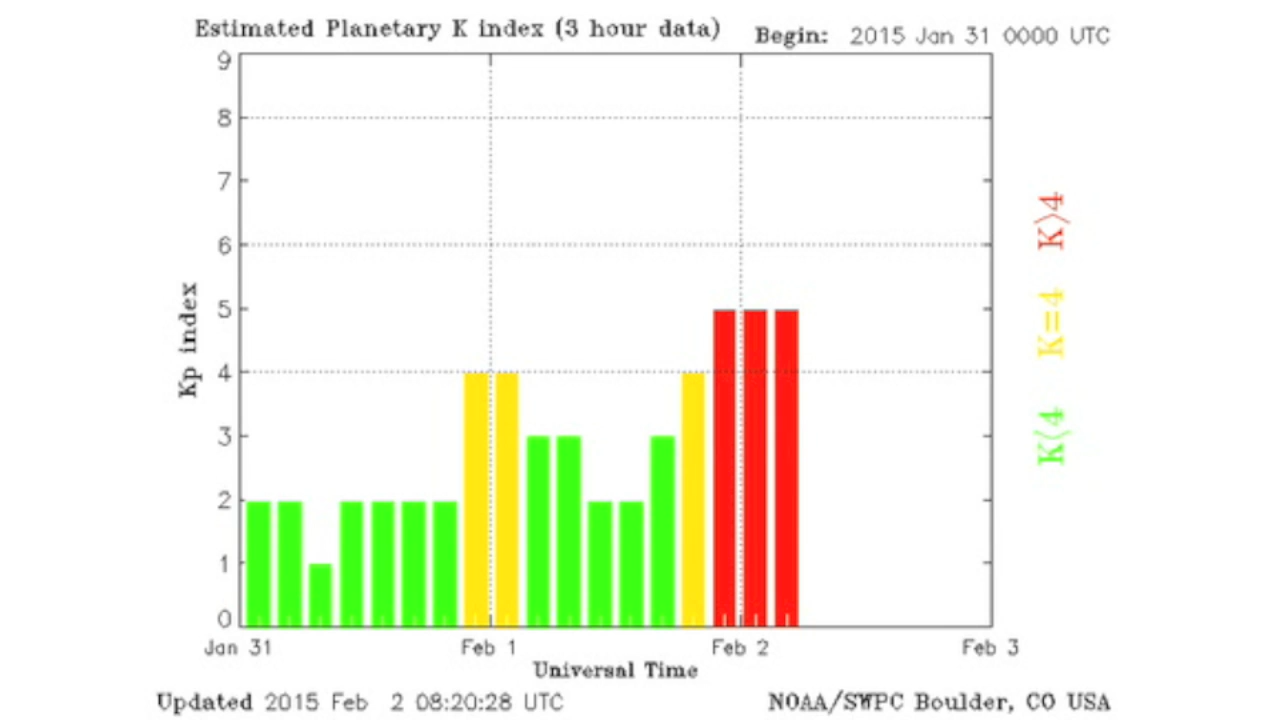 Estimated Planetary K index (3 hour data)
Begin: 2015 Jan 31 0000 UTC
9
8
7
6
5
4
3
2
1
0
Kp index
K>4
K=4
K<4
Jan 31
Feb 1
Feb 2
Feb 3
Universal Time
Updated 2015 Feb 2 08:20:28 UTC
NOAA/SWPC Boulder, CO USA